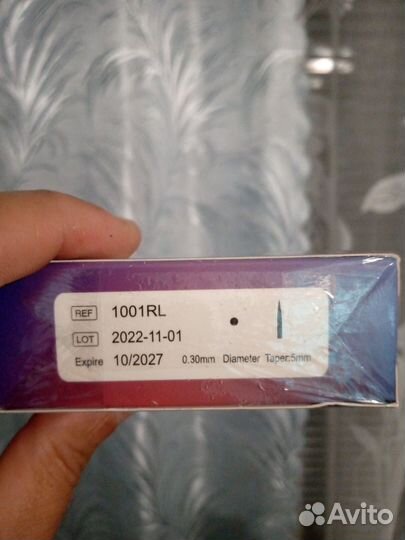 REF 1001RL
LOT 2022-11-01
Expire 10/2027 0.30mm Diameter Taper:5mm
Avito